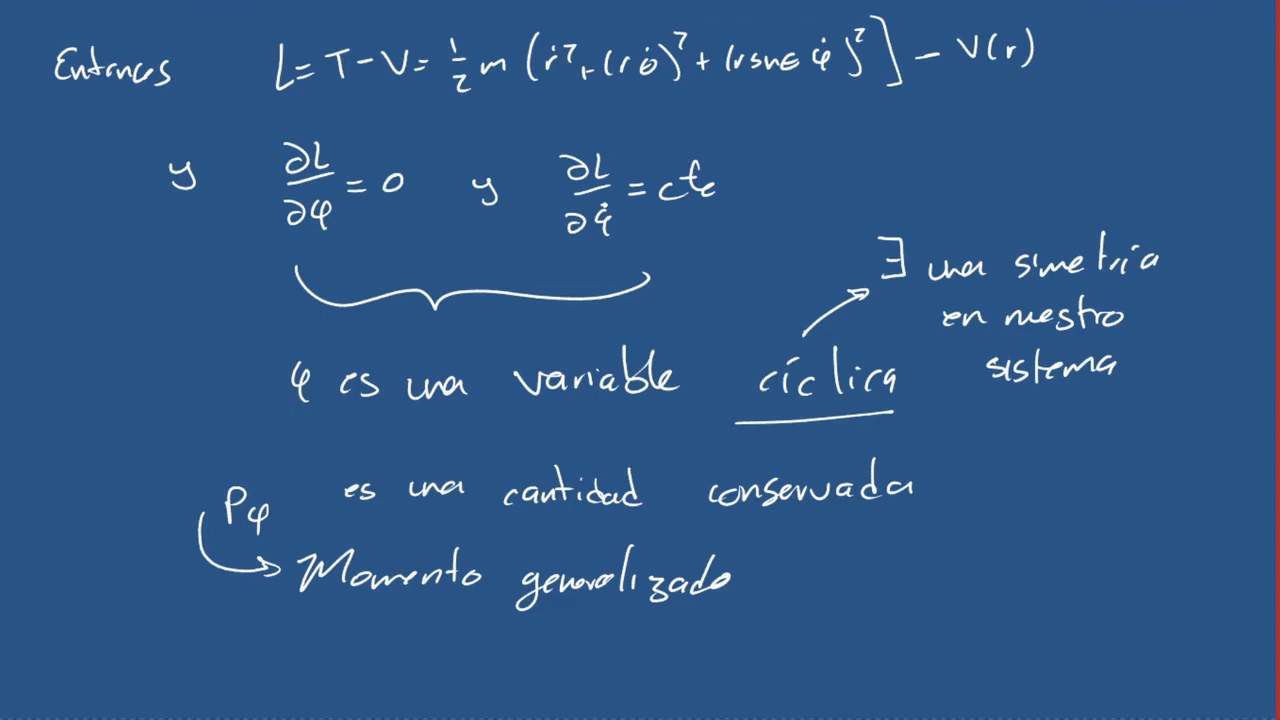 Entonces L = T - V = 1/2 m (ṙ² + (r θ̇)² + (r sen θ φ̇)²] - V(r)
y ∂L/∂φ = 0 y ∂L/∂φ̇ = cte
∃ una simetría
en nuestro
sistema
φ es una variable cíclica
Pφ es una cantidad conservada
Momento generalizado